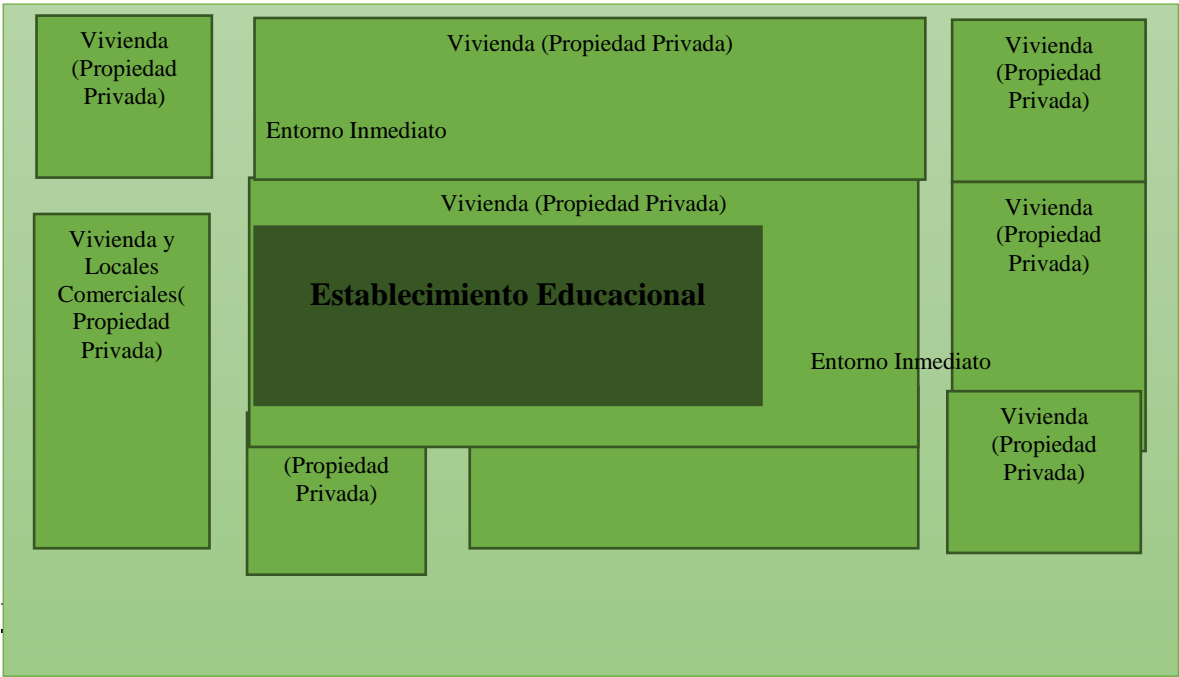 Vivienda
(Propiedad
Privada)
Vivienda (Propiedad Privada)
Entorno Inmediato
Vivienda
(Propiedad
Privada)
Vivienda (Propiedad Privada)
Vivienda
(Propiedad
Privada)
Vivienda y
Locales
Comerciales(
Propiedad
Privada)
Establecimiento Educacional
Entorno Inmediato
Vivienda
(Propiedad
Privada)
(Propiedad
Privada)